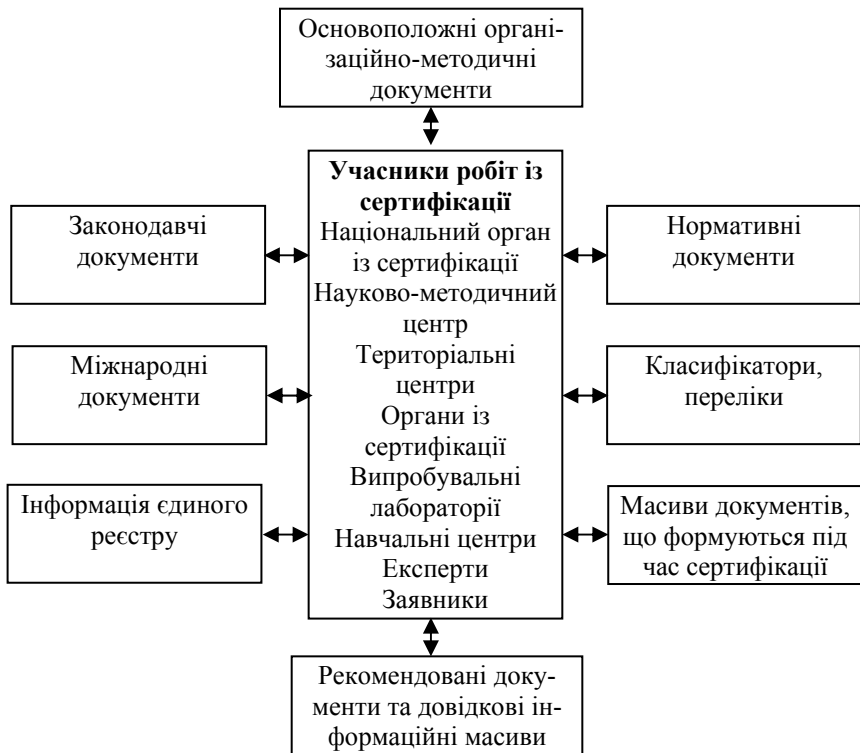 Основоположні органі-
заційно-методичні
документи
Учасники робіт із
сертифікації
Національний орган
із сертифікації
Науково-методичний
центр
Територіальні
центри
Органи із
сертифікації
Випробувальні
лабораторії
Навчальні центри
Експерти
Заявники
Законодавчі
документи
Міжнародні
документи
Інформація єдиного
реєстру
Нормативні
документи
Класифікатори,
переліки
Масиви документів,
що формуються під
час сертифікації
Рекомендовані доку-
менти та довідкові ін-
формаційні масиви